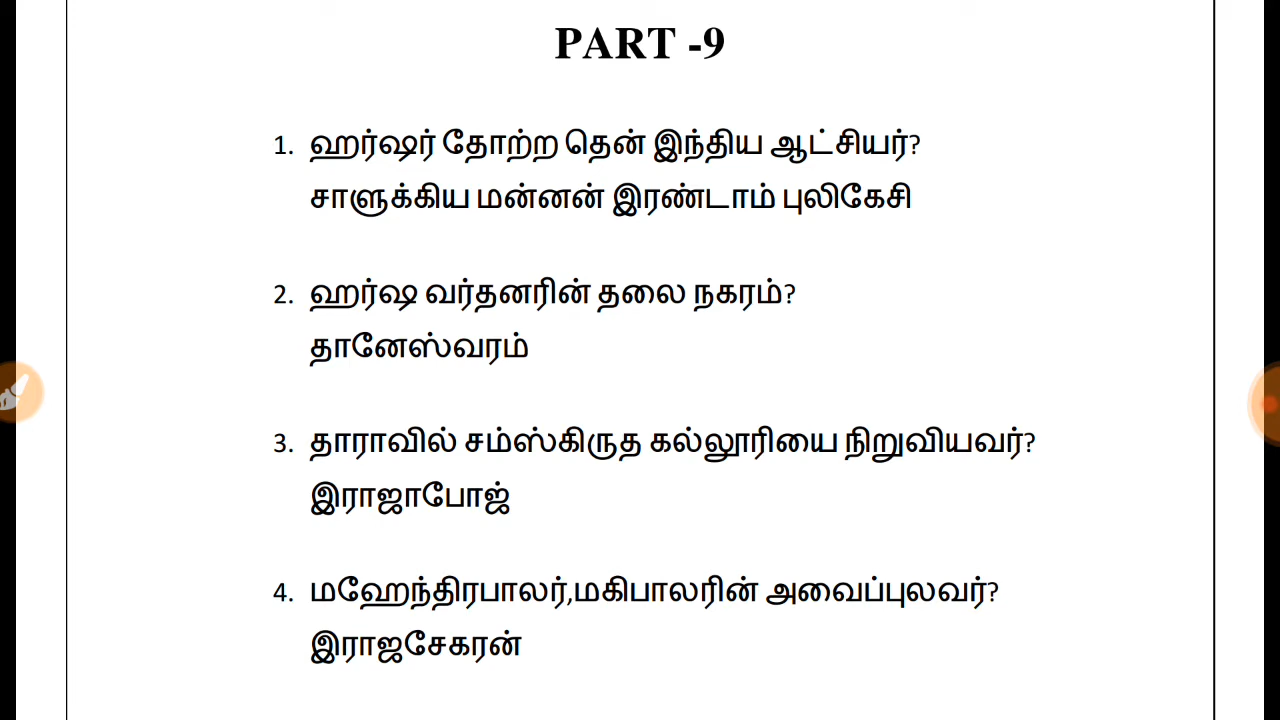 PART -9
1. ஹர்ஷர் தோற்ற தென் இந்திய ஆட்சியர்?
சாளுக்கிய மன்னன் இரண்டாம் புலிகேசி
2. ஹர்ஷ வர்தனரின் தலை நகரம்?
தானேஸ்வரம்
3. தாராவில் சம்ஸ்கிருத கல்லூரியை நிறுவியவர்?
இராஜாபோஜ்
4. மஹேந்திரபாலர்,மகிபாலரின் அவைப்புலவர்?
இராஜசேகரன்